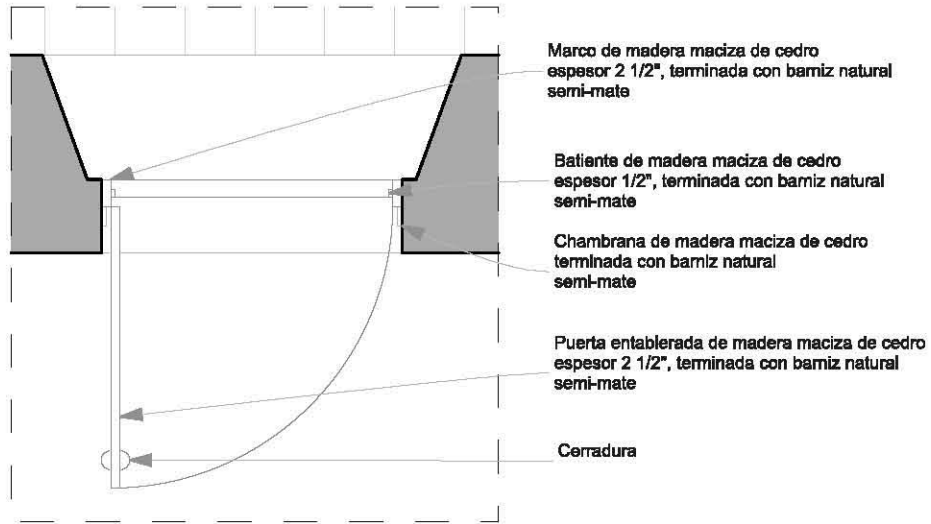 Marco de madera maciza de cedro
espesor 2 1/2", terminada con barniz natural
semi-mate
Batiente de madera maciza de cedro
espesor 1/2", terminada con barniz natural
semi-mate
Chambrana de madera maciza de cedro
terminada con barniz natural
semi-mate
Puerta entablerada de madera maciza de cedro
espesor 2 1/2", terminada con barniz natural
semi-mate
Cerradura